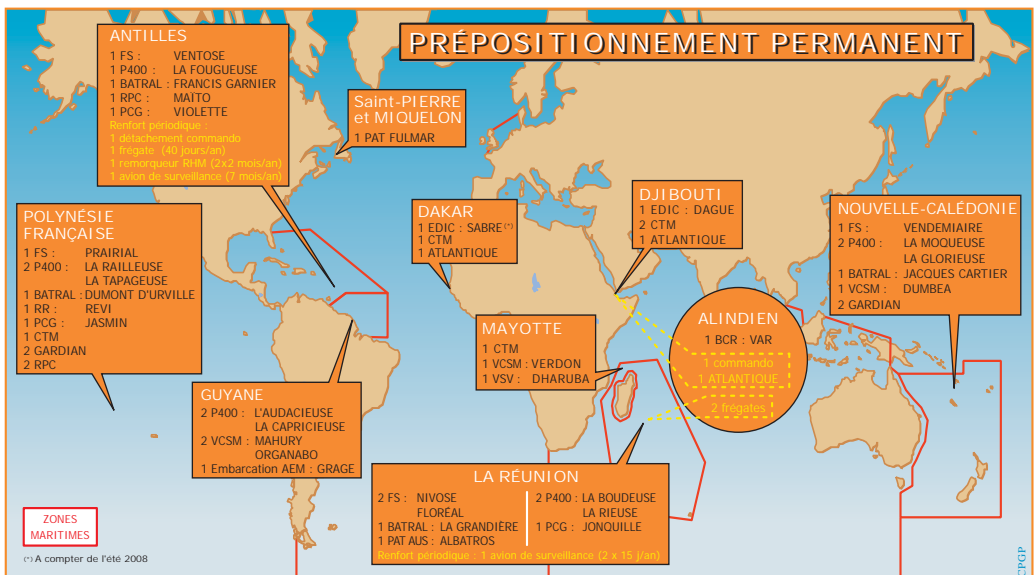 PRÉPOSITIONNEMENT PERMANENT
ANTILLES
1 FS : VENTOSE
1 P400 : LA FOUGUEUSE
1 BATRAL : FRANCIS GARNIER
1 RPC : MAÏTO
1 PCG : VIOLETTE
Renfort périodique :
1 détachement commando
1 frégate (40 jours/an)
1 remorqueur RHM (2x2 mois/an)
1 avion de surveillance (7 mois/an)
Saint-PIERRE
et MIQUELON
1 PAT FULMAR
POLYNÉSIE
FRANÇAISE
1 FS : PRAIRIAL
2 P400 : LA RAILLEUSE
LA TAPAGEUSE
1 BATRAL : DUMONT D'URVILLE
1 RR : REVI
1 PCG : JASMIN
1 CTM
2 GARDIAN
2 RPC
DAKAR
1 EDIC : SABRE (*)
1 CTM
1 ATLANTIQUE
DJIBOUTI
1 EDIC : DAGUE
2 CTM
1 ATLANTIQUE
NOUVELLE-CALÉDONIE
1 FS : VENDEMIAIRE
2 P400 : LA MOQUEUSE
LA GLORIEUSE
1 BATRAL : JACQUES CARTIER
1 VCSM : DUMBEA
2 GARDIAN
MAYOTTE
1 CTM
1 VCSM : VERDON
1 VSV : DHARUBA
ALINDIEN
1 BCR : VAR
1 commando
1 ATLANTIQUE
2 frégates
GUYANE
2 P400 : L'AUDACIEUSE
LA CAPRICIEUSE
2 VCSM : MAHURY
ORGANABO
1 Embarcation AEM : GRAGE
LA RÉUNION
2 FS : NIVOSE
FLORÉAL
1 BATRAL : LA GRANDIÈRE
1 PAT AUS : ALBATROS
2 P400 : LA BOUDEUSE
LA RIEUSE
1 PCG : JONQUILLE
Renfort périodique : 1 avion de surveillance (2 x 15 j/an)
ZONES
MARITIMES
(*) A compter de l'été 2008
CPGP